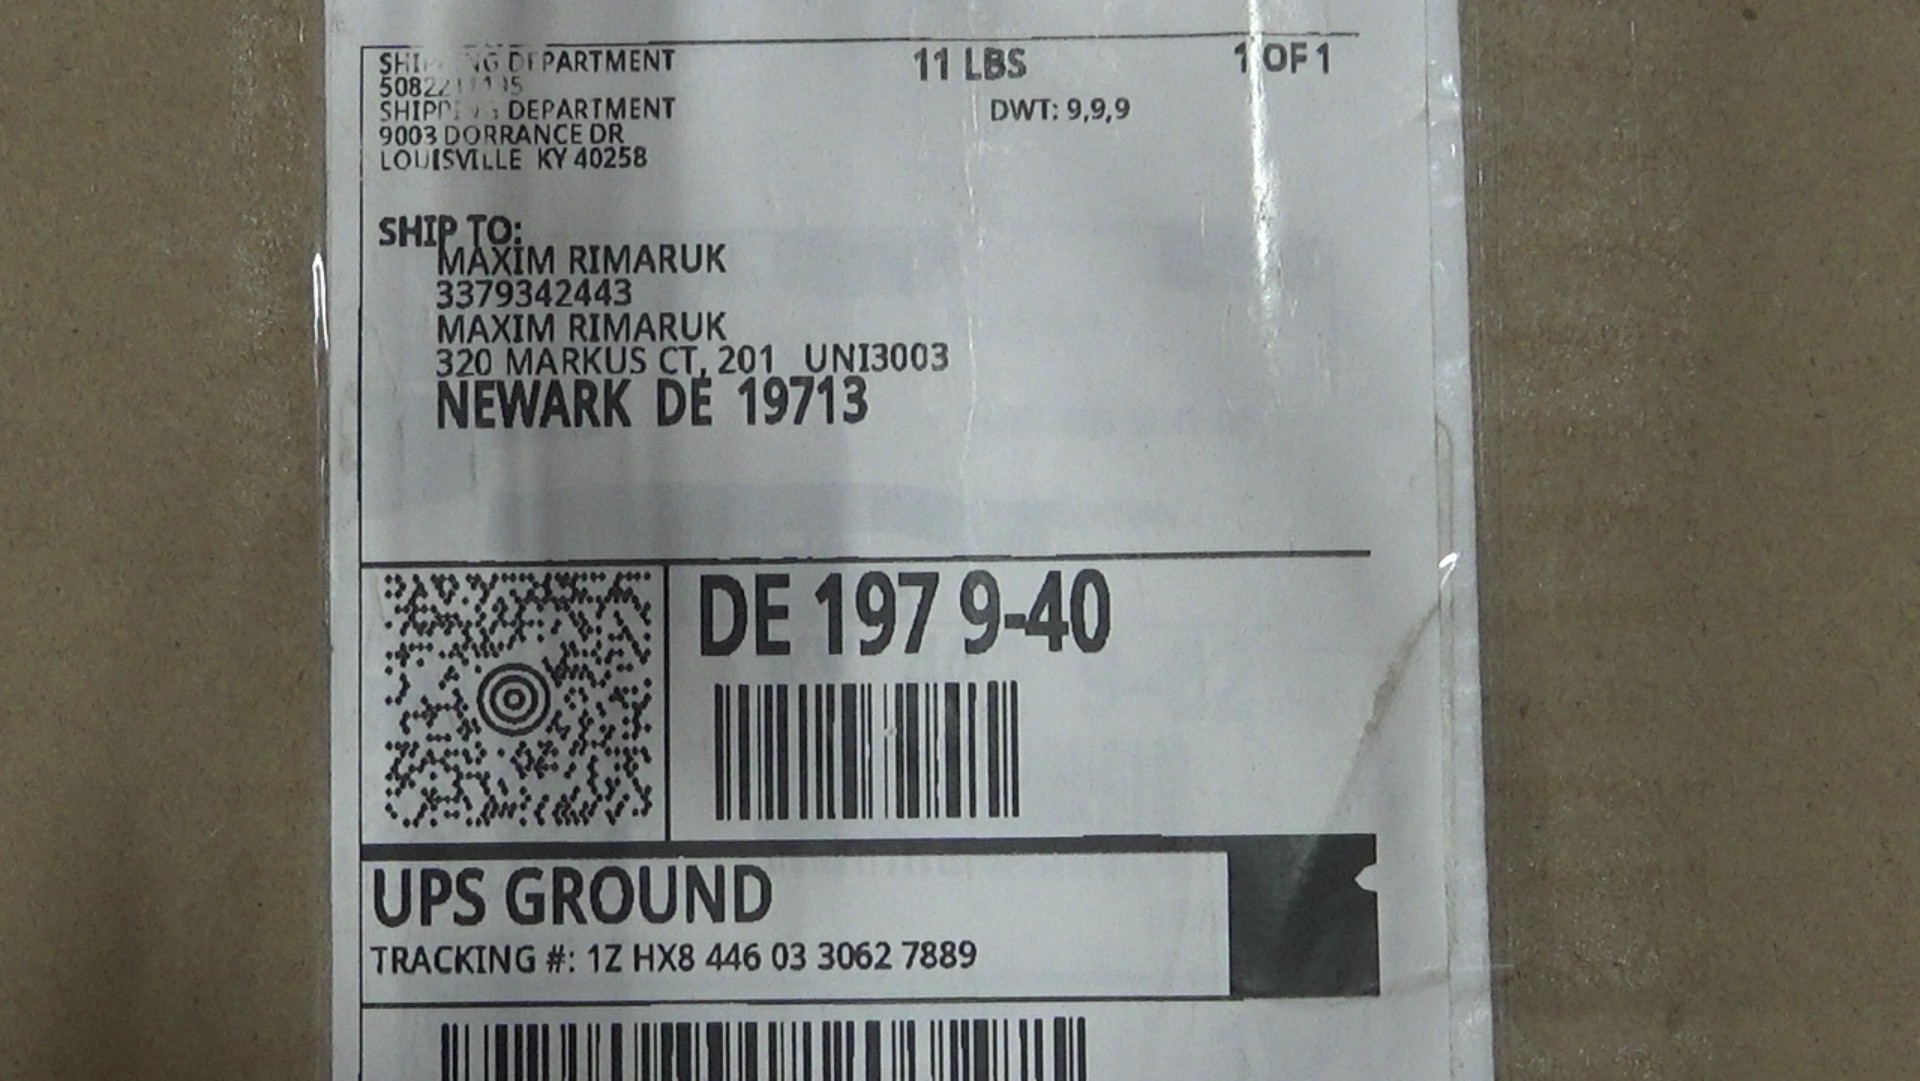 DEPARTMENT 11 LBS 1 OF 1
DEPARTMENT DWT: 9,9,9
9003 DORRANCE DR
LOUISVILLE KY 40258
SHIP TO:
MAXIM RIMARUK
3379342443
MAXIM RIMARUK
320 MARKUS CT, 201 UNI3003
NEWARK DE 19713
DE 197 9-40
UPS GROUND
TRACKING #: 1Z HX8 446 03 3062 7889